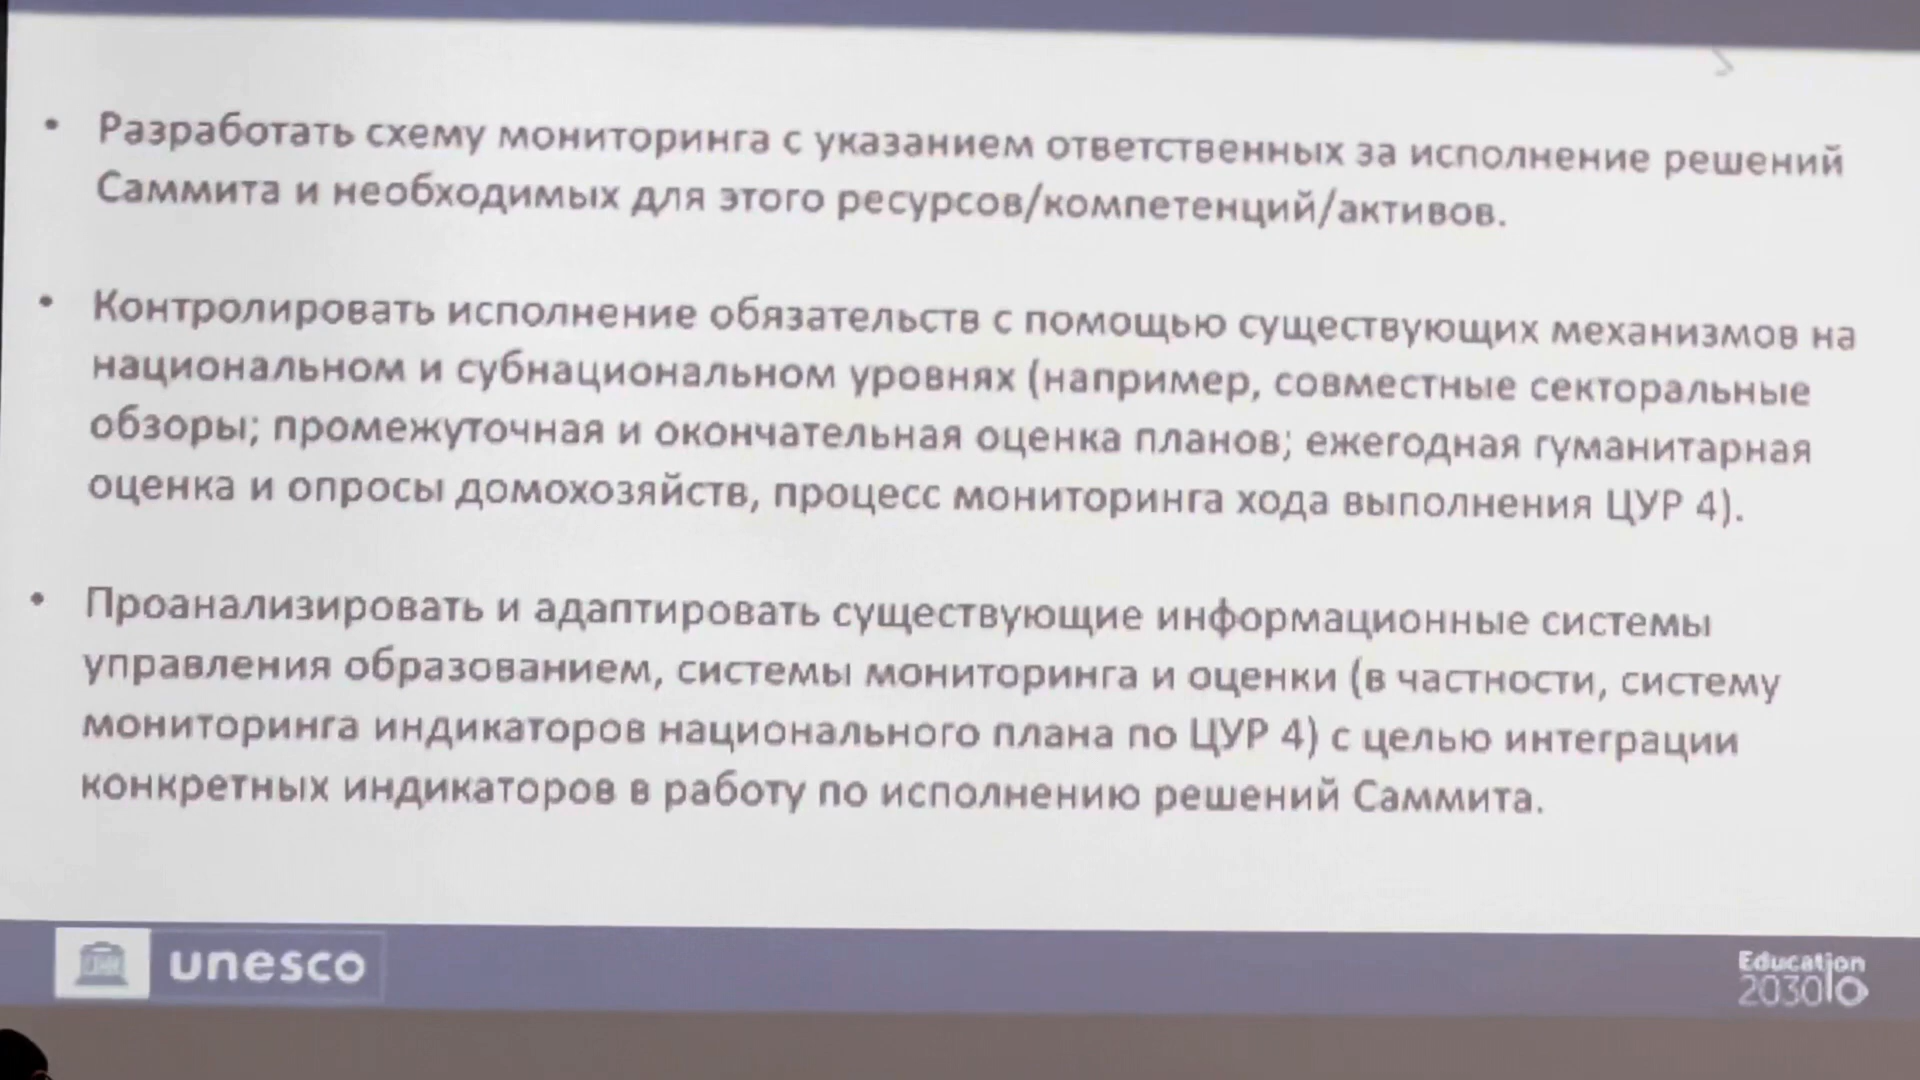 • Разработать схему мониторинга с указанием ответственных за исполнение решений
Саммита и необходимых для этого ресурсов/компетенций/активов.
• Контролировать исполнение обязательств с помощью существующих механизмов на
национальном и субнациональном уровнях (например, совместные секторальные
обзоры; промежуточная и окончательная оценка планов; ежегодная гуманитарная
оценка и опросы домохозяйств, процесс мониторинга хода выполнения ЦУР 4).
• Проанализировать и адаптировать существующие информационные системы
управления образованием, системы мониторинга и оценки (в частности, систему
мониторинга индикаторов национального плана по ЦУР 4) с целью интеграции
конкретных индикаторов в работу по исполнению решений Саммита.
unesco
Education
2030